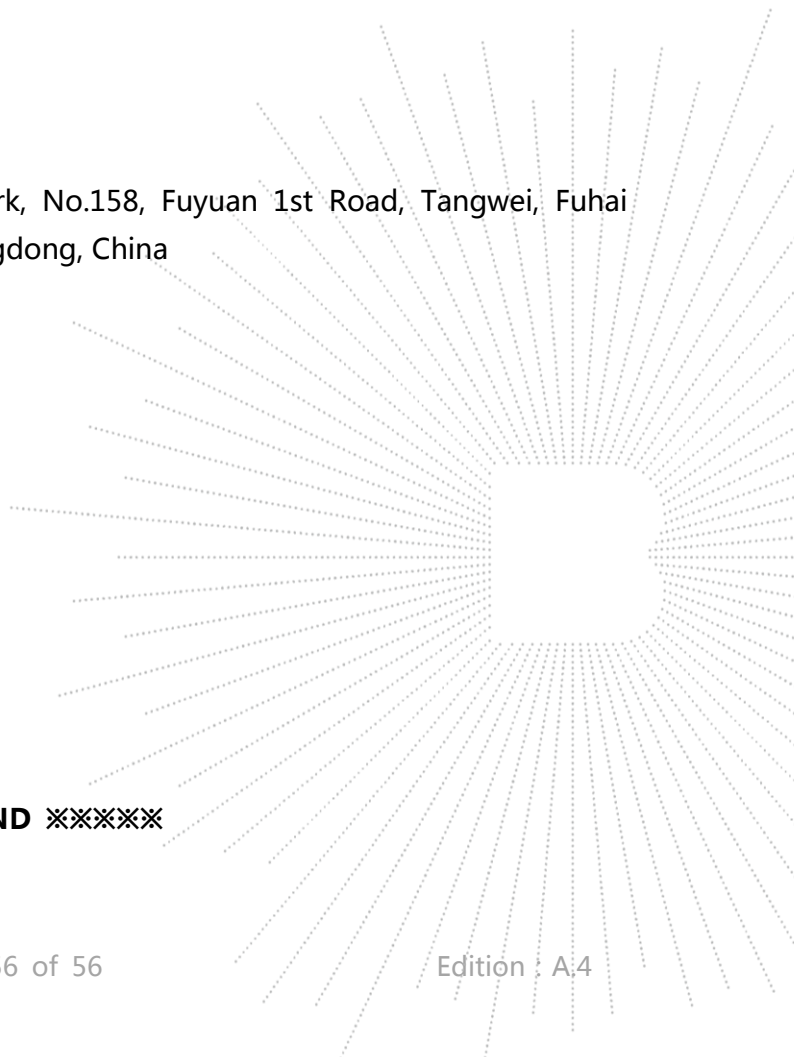 rk, No.158, Fuyuan 1st Road, Tangwei, Fuhai
gdong, China
ND ※※※※※
6 of 56
Edition : A.4